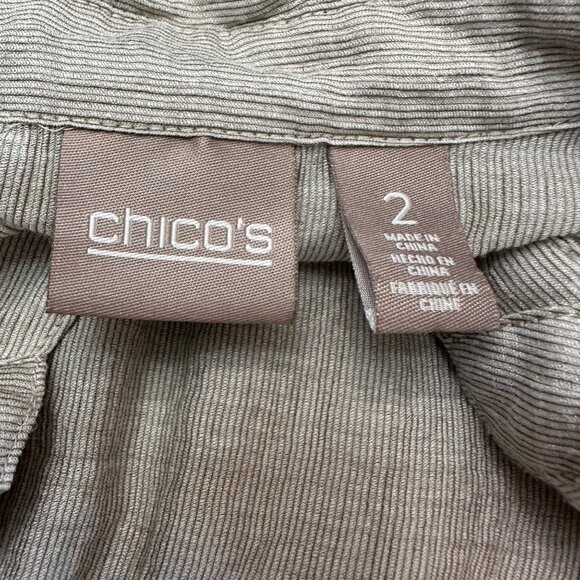 chico's
2
MADE IN
CHINA
HECHO EN
CHINA
FABRIQUÉ EN
CHINE